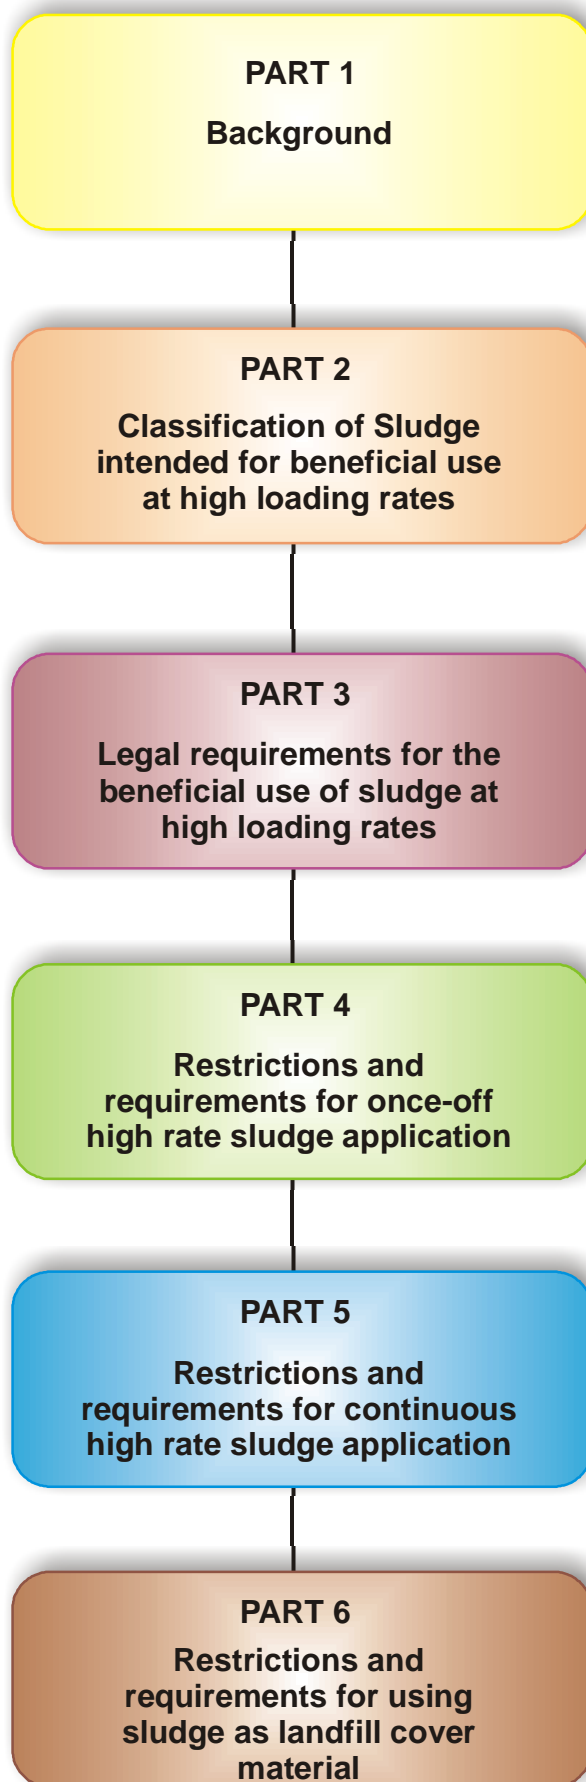 PART 1
Background
PART 2
Classification of Sludge
intended for beneficial use
at high loading rates
PART 3
Legal requirements for the
beneficial use of sludge at
high loading rates
PART 4
Restrictions and
requirements for once-off
high rate sludge application
PART 5
Restrictions and
requirements for continuous
high rate sludge application
PART 6
Restrictions and
requirements for using
sludge as landfill cover
material